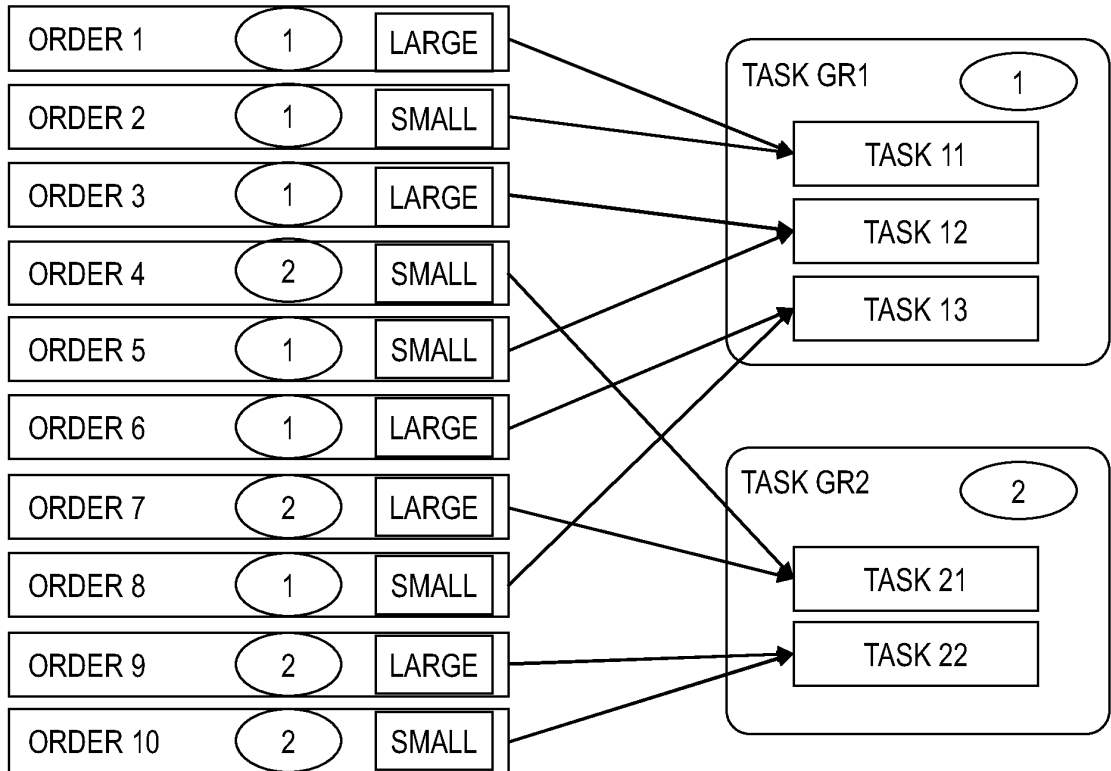 ORDER 1 1 LARGE
ORDER 2 1 SMALL
ORDER 3 1 LARGE
ORDER 4 2 SMALL
ORDER 5 1 SMALL
ORDER 6 1 LARGE
ORDER 7 2 LARGE
ORDER 8 1 SMALL
ORDER 9 2 LARGE
ORDER 10 2 SMALL
TASK GR1 1
TASK 11
TASK 12
TASK 13
TASK GR2 2
TASK 21
TASK 22